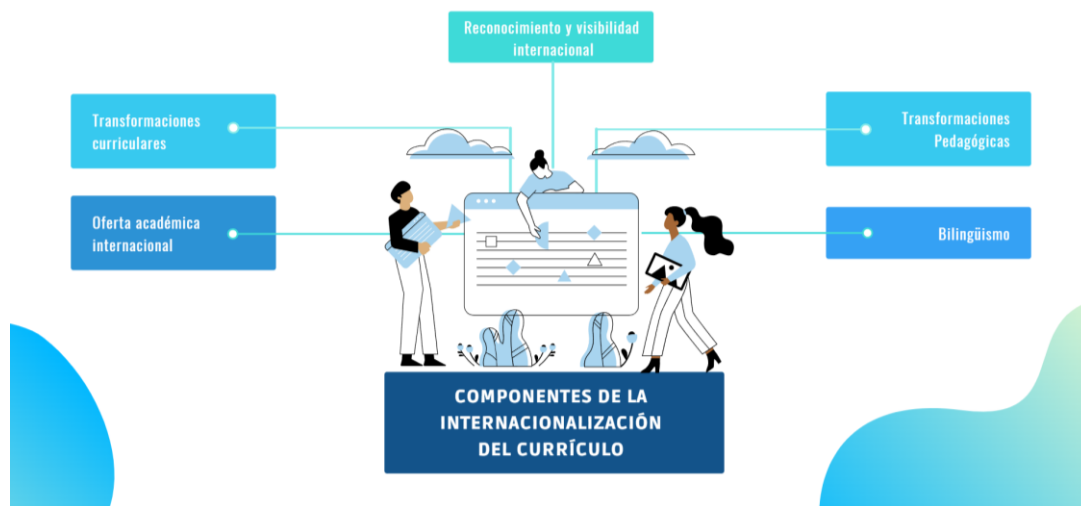 Reconocimiento y visibilidad
internacional
Transformaciones
curriculares
Transformaciones
Pedagógicas
Oferta académica
internacional
Bilingüismo
COMPONENTES DE LA
INTERNACIONALIZACIÓN
DEL CURRÍCULO